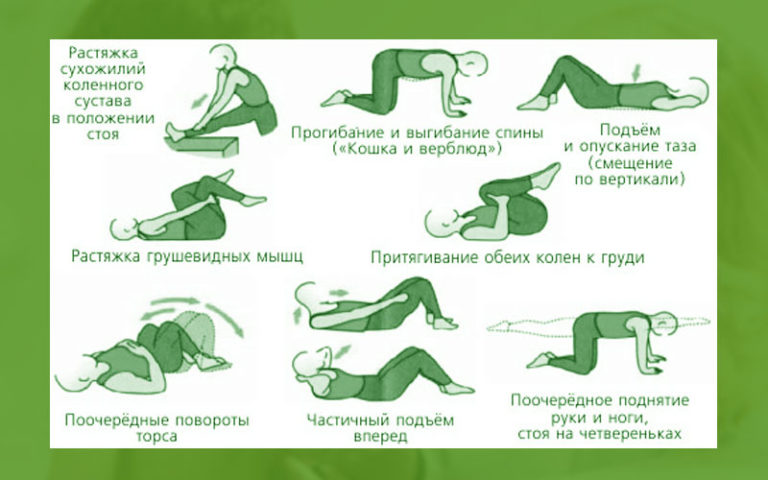 Растяжка
сухожилий
коленного
сустава
в положении
стоя
Прогибание и выгибание спины
(«Кошка и верблюд»)
Подъём
и опускание таза
(смещение
по вертикали)
Растяжка грушевидных мышц
Притягивание обеих колен к груди
Поочерёдные повороты
торса
Частичный подъём
вперед
Поочерёдное поднятие
руки и ноги,
стоя на четвереньках